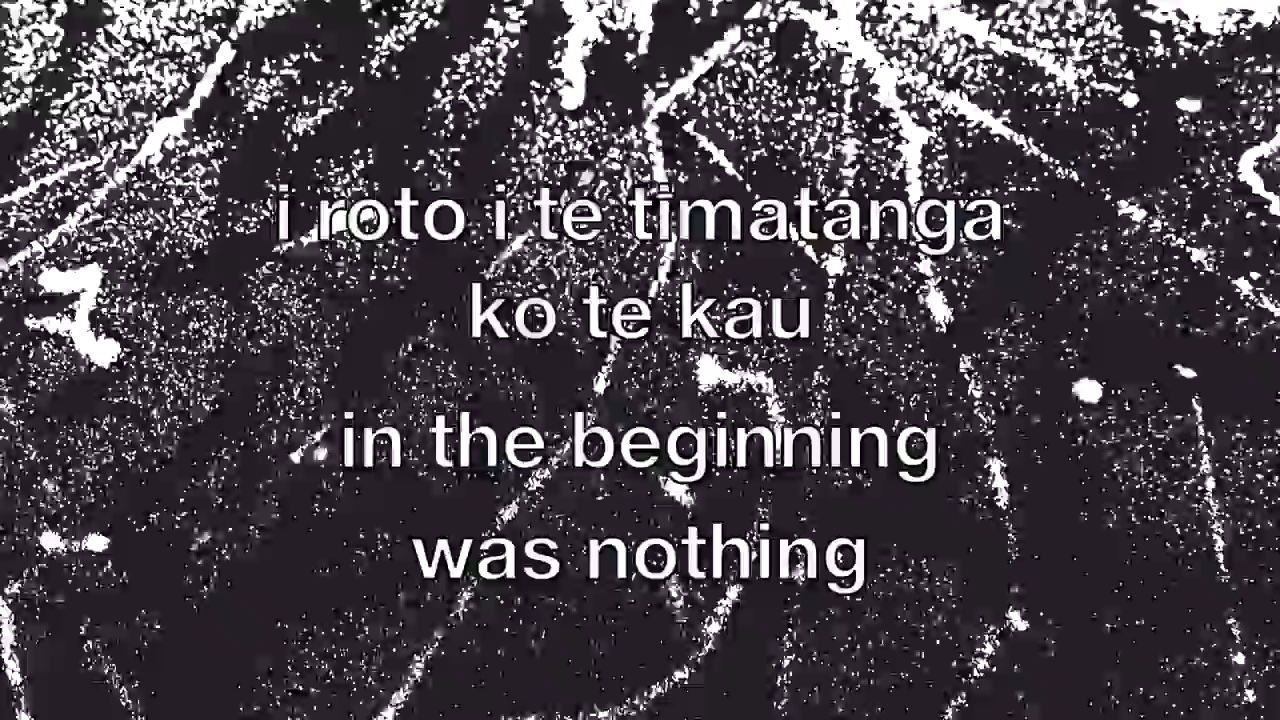 i roto i te timatanga
ko te kau
in the beginning
was nothing